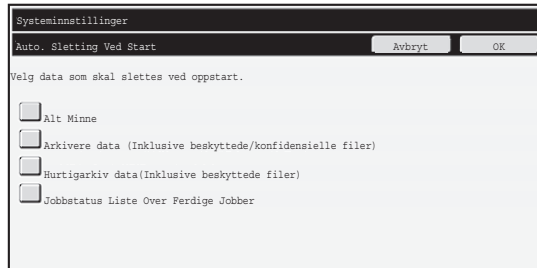 Systeminnstillinger
Auto. Sletting Ved Start Avbryt OK
Velg data som skal slettes ved oppstart.
Alt Minne
Arkivere data (Inklusive beskyttede/konfidensielle filer)
Hurtigarkiv data(Inklusive beskyttede filer)
Jobbstatus Liste Over Ferdige Jobber